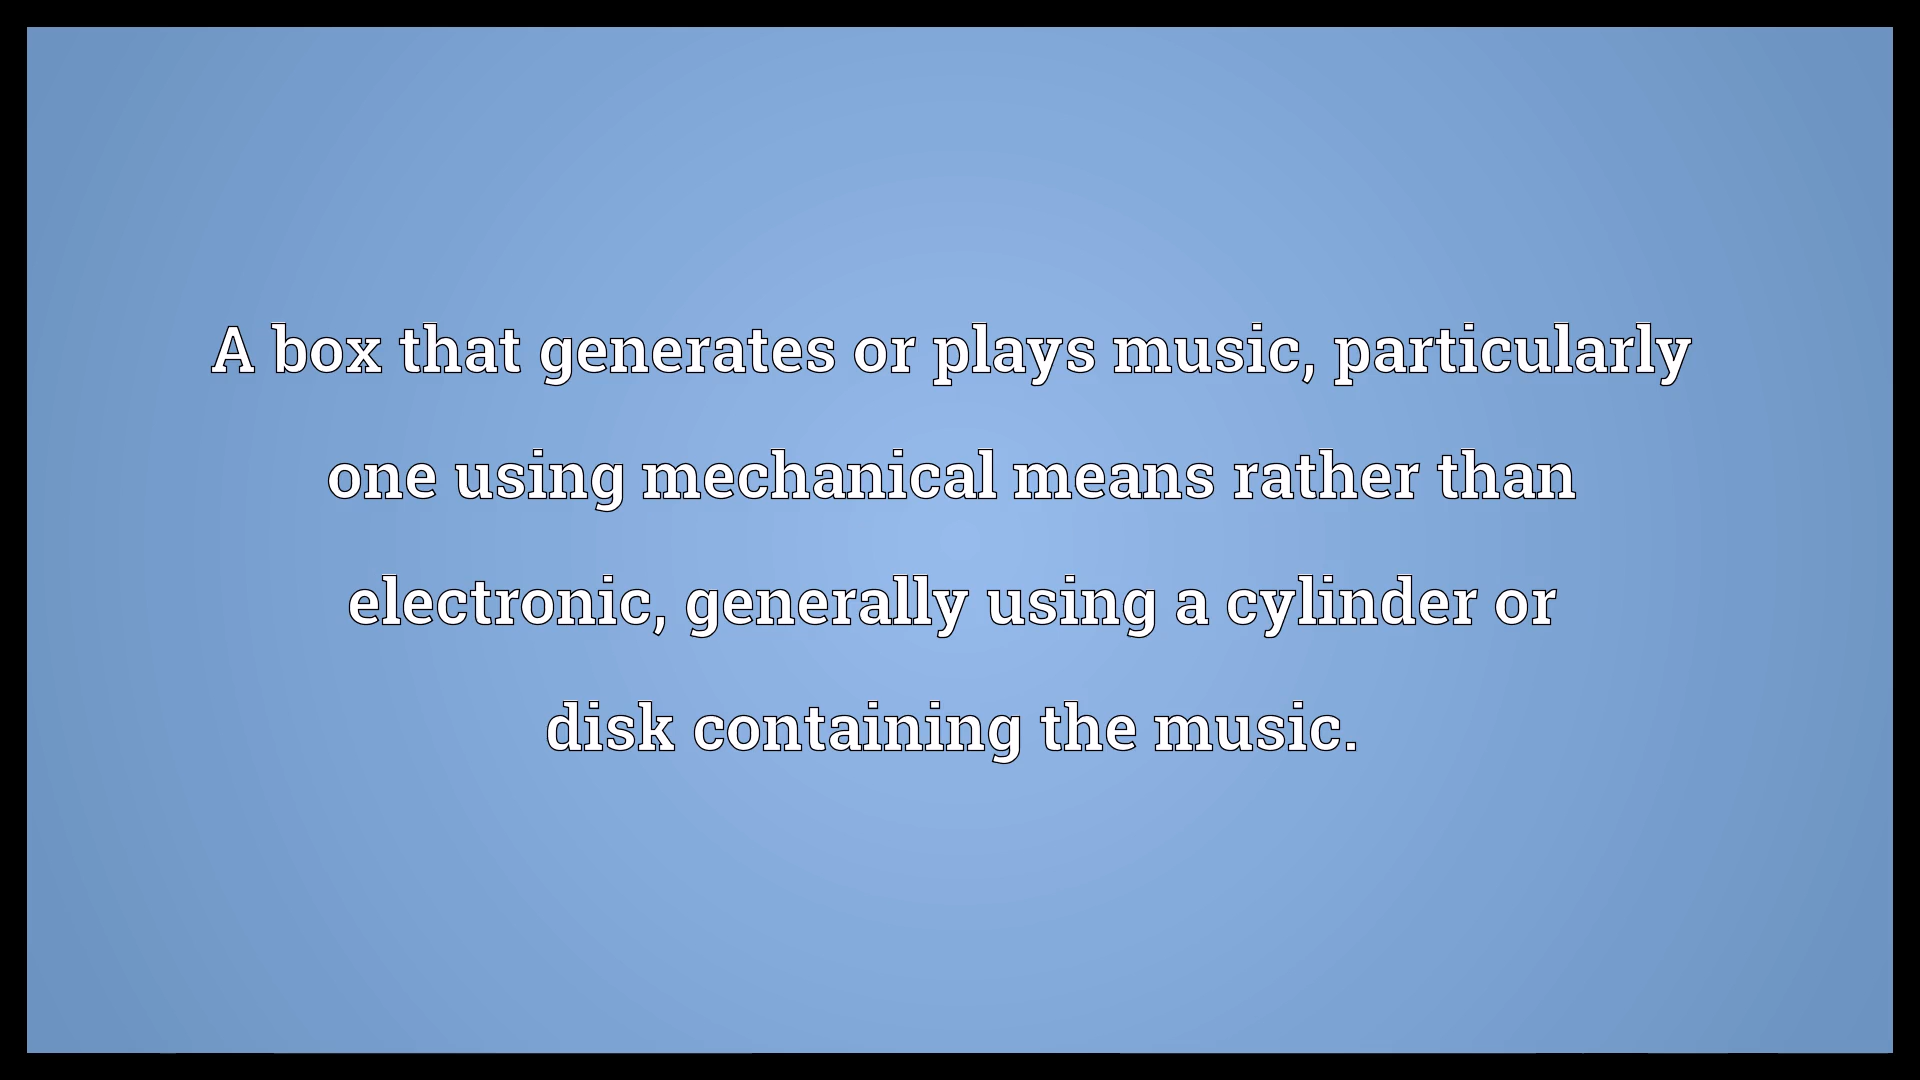 A box that generates or plays music, particularly
one using mechanical means rather than
electronic, generally using a cylinder or
disk containing the music.